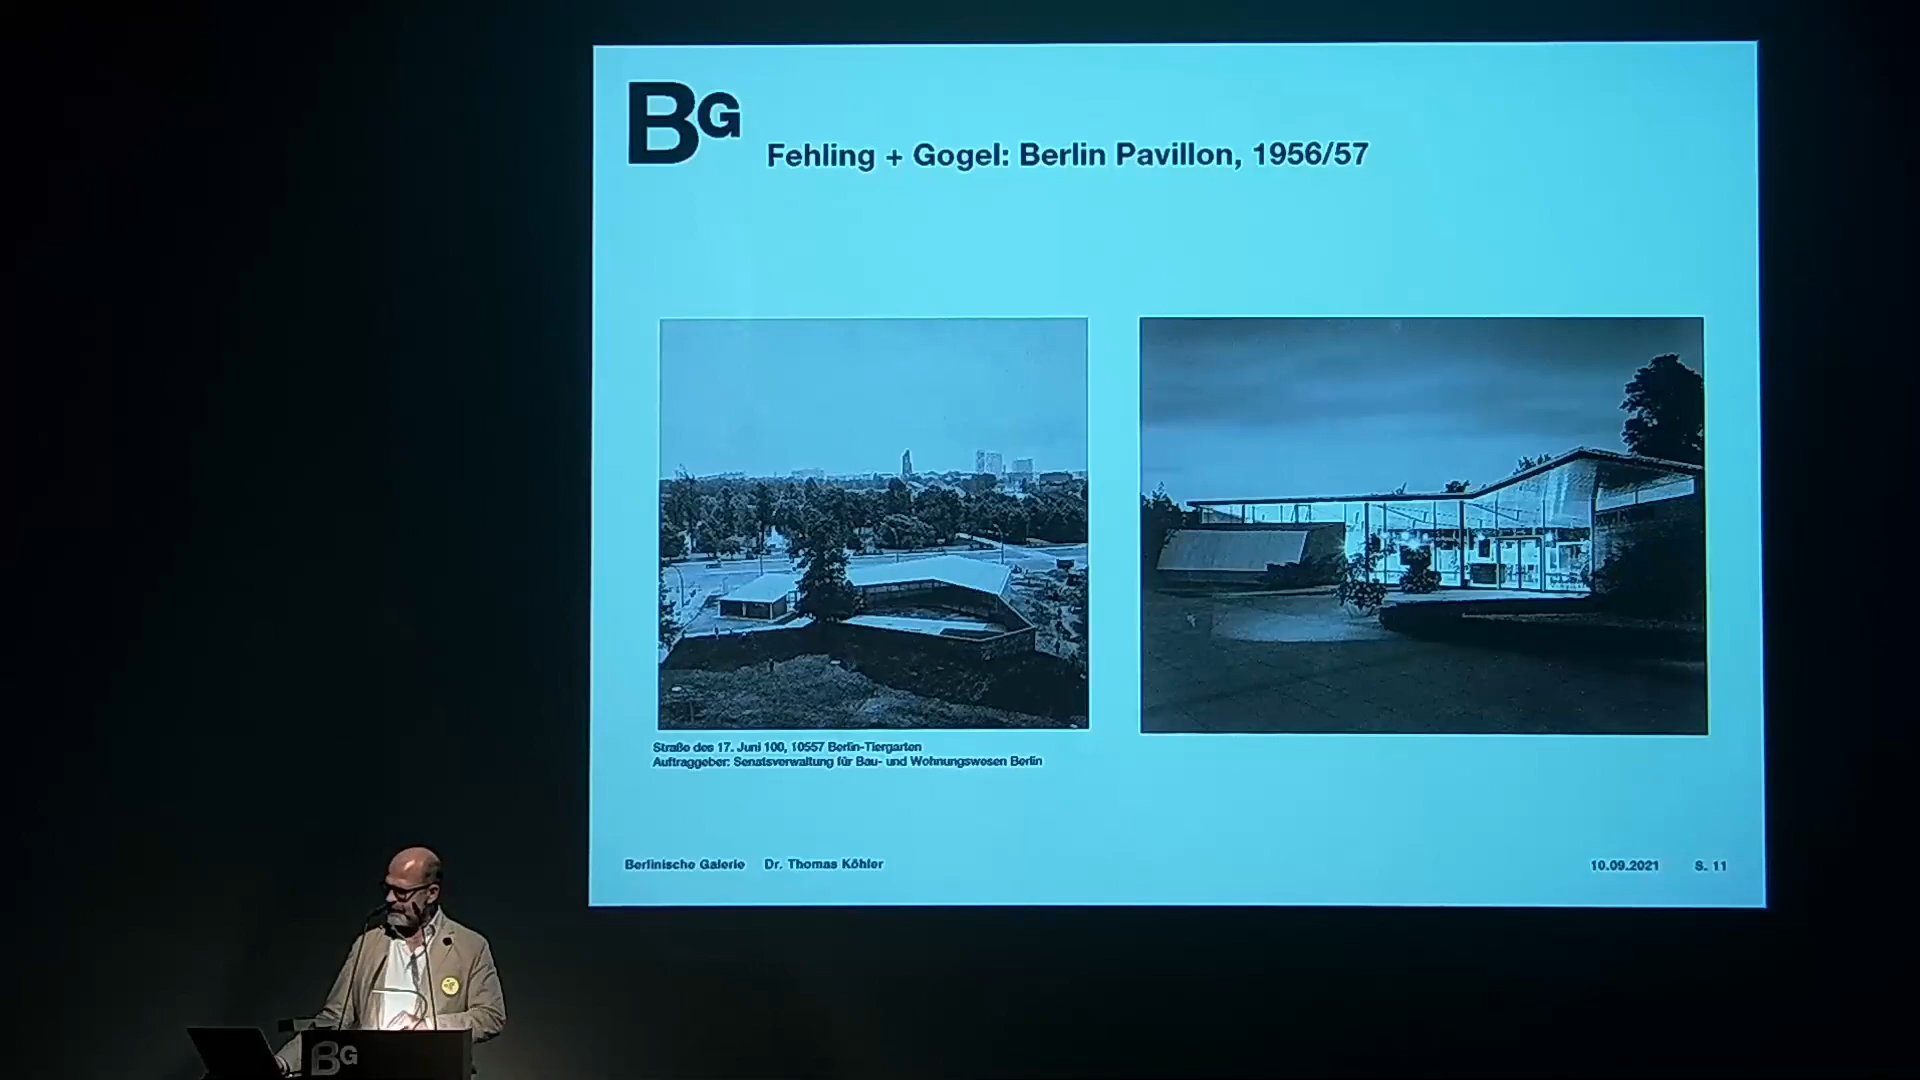 BG
Fehling + Gogel: Berlin Pavillon, 1956/57
Straße des 17. Juni 100, 10557 Berlin-Tiergarten
Auftraggeber: Senatsverwaltung für Bau- und Wohnungswesen Berlin
Berlinische Galerie Dr. Thomas Köhler 10.09.2021 S. 11
BG